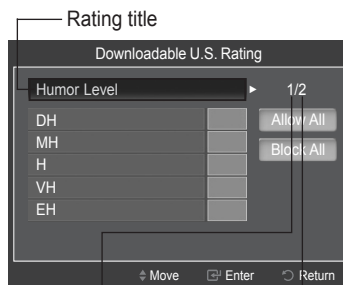 Rating title
Downloadable U.S. Rating
Humor Level ► 1/2
DH
Allow All
MH
Block All
H
VH
EH
Move Enter Return